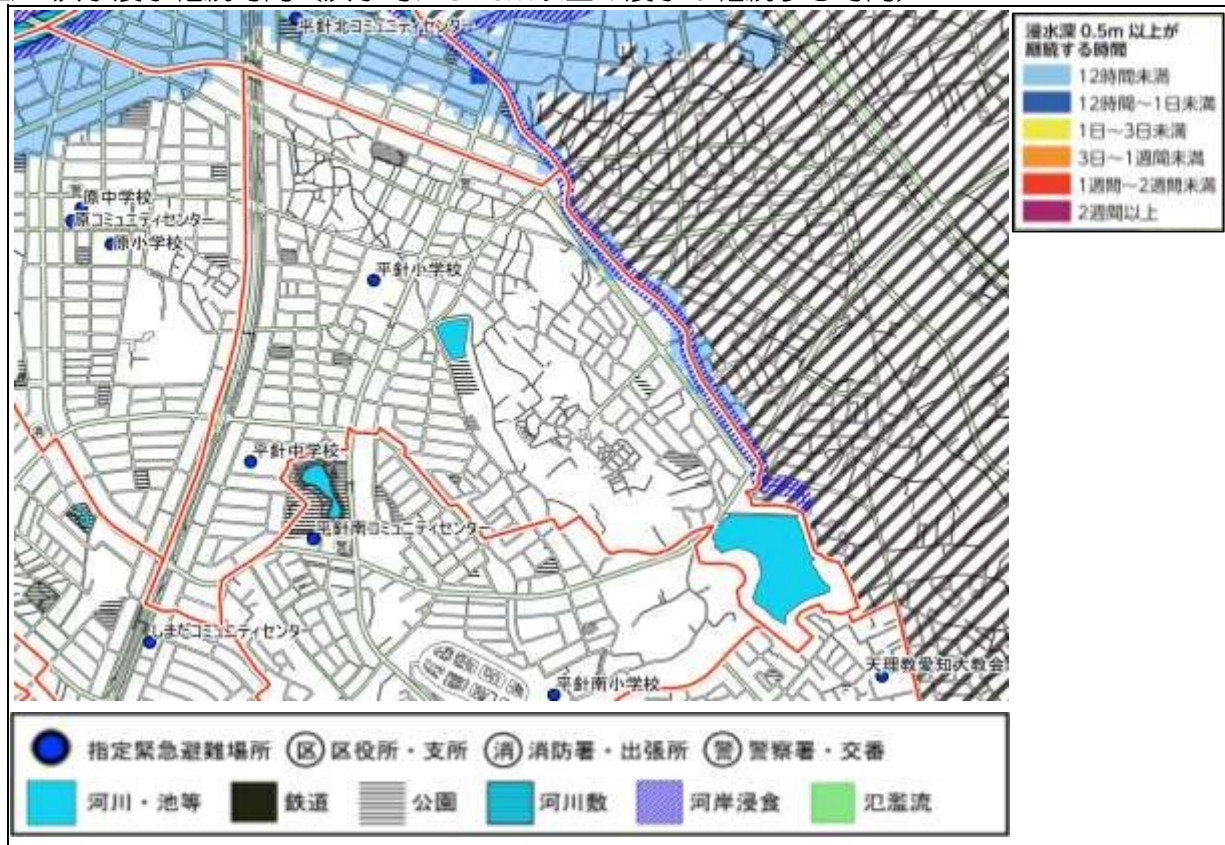 平針北コミュニティセンター
浸水深 0.5m 以上が
継続する時間
12時間未満
12時間~1日未満
1日~3日未満
3日~1週間未満
1週間~2週間未満
2週間以上
原中学校
原コミュニティセンター
原小学校
平針小学校
消
平針中学校
平針南コミュニティセンター
しまだコミュニティセンター
平針南小学校
天理教愛知大教会
指定緊急避難場所
区 区役所・支所
消 消防署・出張所
警 警察署・交番
河川・池等
鉄道
公園
河川敷
河岸浸食
氾濫流